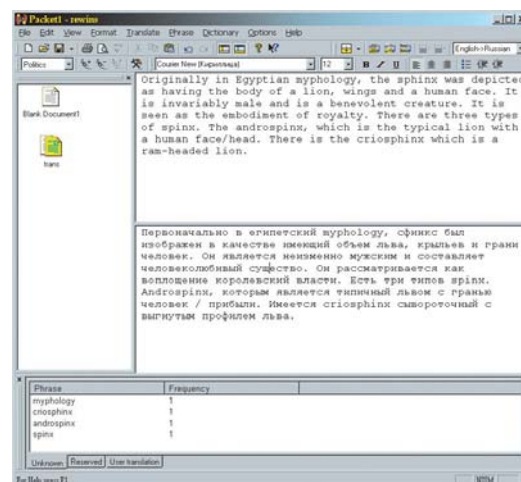 Packet1 - rewins
File Edit View Format Translate Phrase Dictionary Options Help
English>Russian
Politics Courier New (Кириллица) 12 B / U
Blank Document1
trans
Originally in Egyptian myphology, the sphinx was depicted
as having the body of a lion, wings and a human face. It
is invariably male and is a benevolent creature. It is
seen as the embodiment of royalty. There are three types
of spinx. The androspinx, which is the typical lion with
a human face/head. There is the criosphinx which is a
ram-headed lion.
Первоначально в египетский myphology, сфинкс был
изображен в качестве имеющий объем льва, крыльев и грани
человек. Он является неизменно мужским и составляет
человеколюбивый существо. Он рассматривается как
воплощение королевский власти. Есть три типов spinx.
Androspinx, которым является типичный львом с гранью
человек / прибыли. Имеется criosphinx сывороточный с
выгнутым профилем льва.
Phrase Frequency
myphology 1
criosphinx 1
androspinx 1
spinx 1
Unknown Reserved User translation
For Help, press F1 NUM